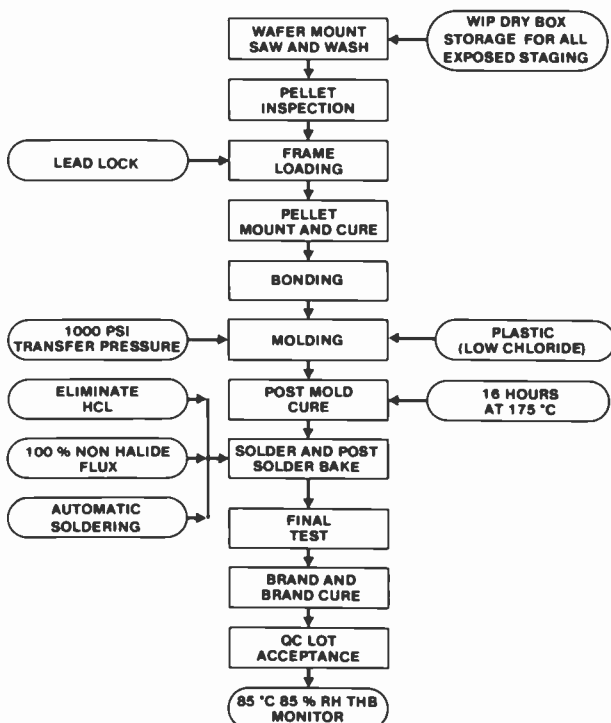 WAFER MOUNT
SAW AND WASH
WIP DRY BOX
STORAGE FOR ALL
EXPOSED STAGING
PELLET
INSPECTION
LEAD LOCK
FRAME
LOADING
PELLET
MOUNT AND CURE
BONDING
1000 PSI
TRANSFER PRESSURE
MOLDING
PLASTIC
(LOW CHLORIDE)
ELIMINATE
HCL
POST MOLD
CURE
16 HOURS
AT 175 °C
100 % NON HALIDE
FLUX
SOLDER AND POST
SOLDER BAKE
AUTOMATIC
SOLDERING
FINAL
TEST
BRAND AND
BRAND CURE
QC LOT
ACCEPTANCE
85 °C 85 % RH THB
MONITOR